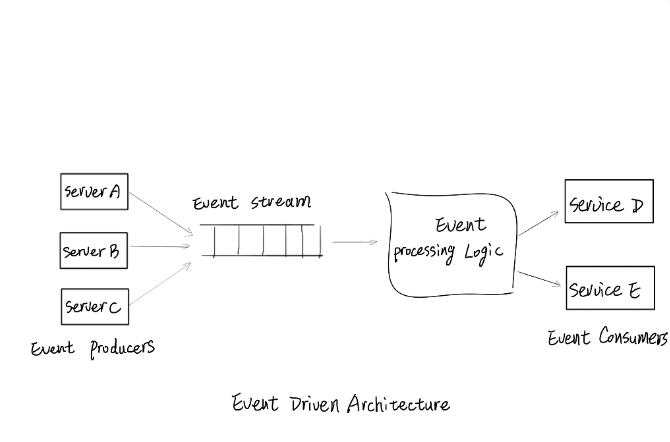 Server A
Event Stream
Service D
Event
Server B
processing Logic
Server C
Service E
Event Producers
Event Consumers
Event Driven Architecture